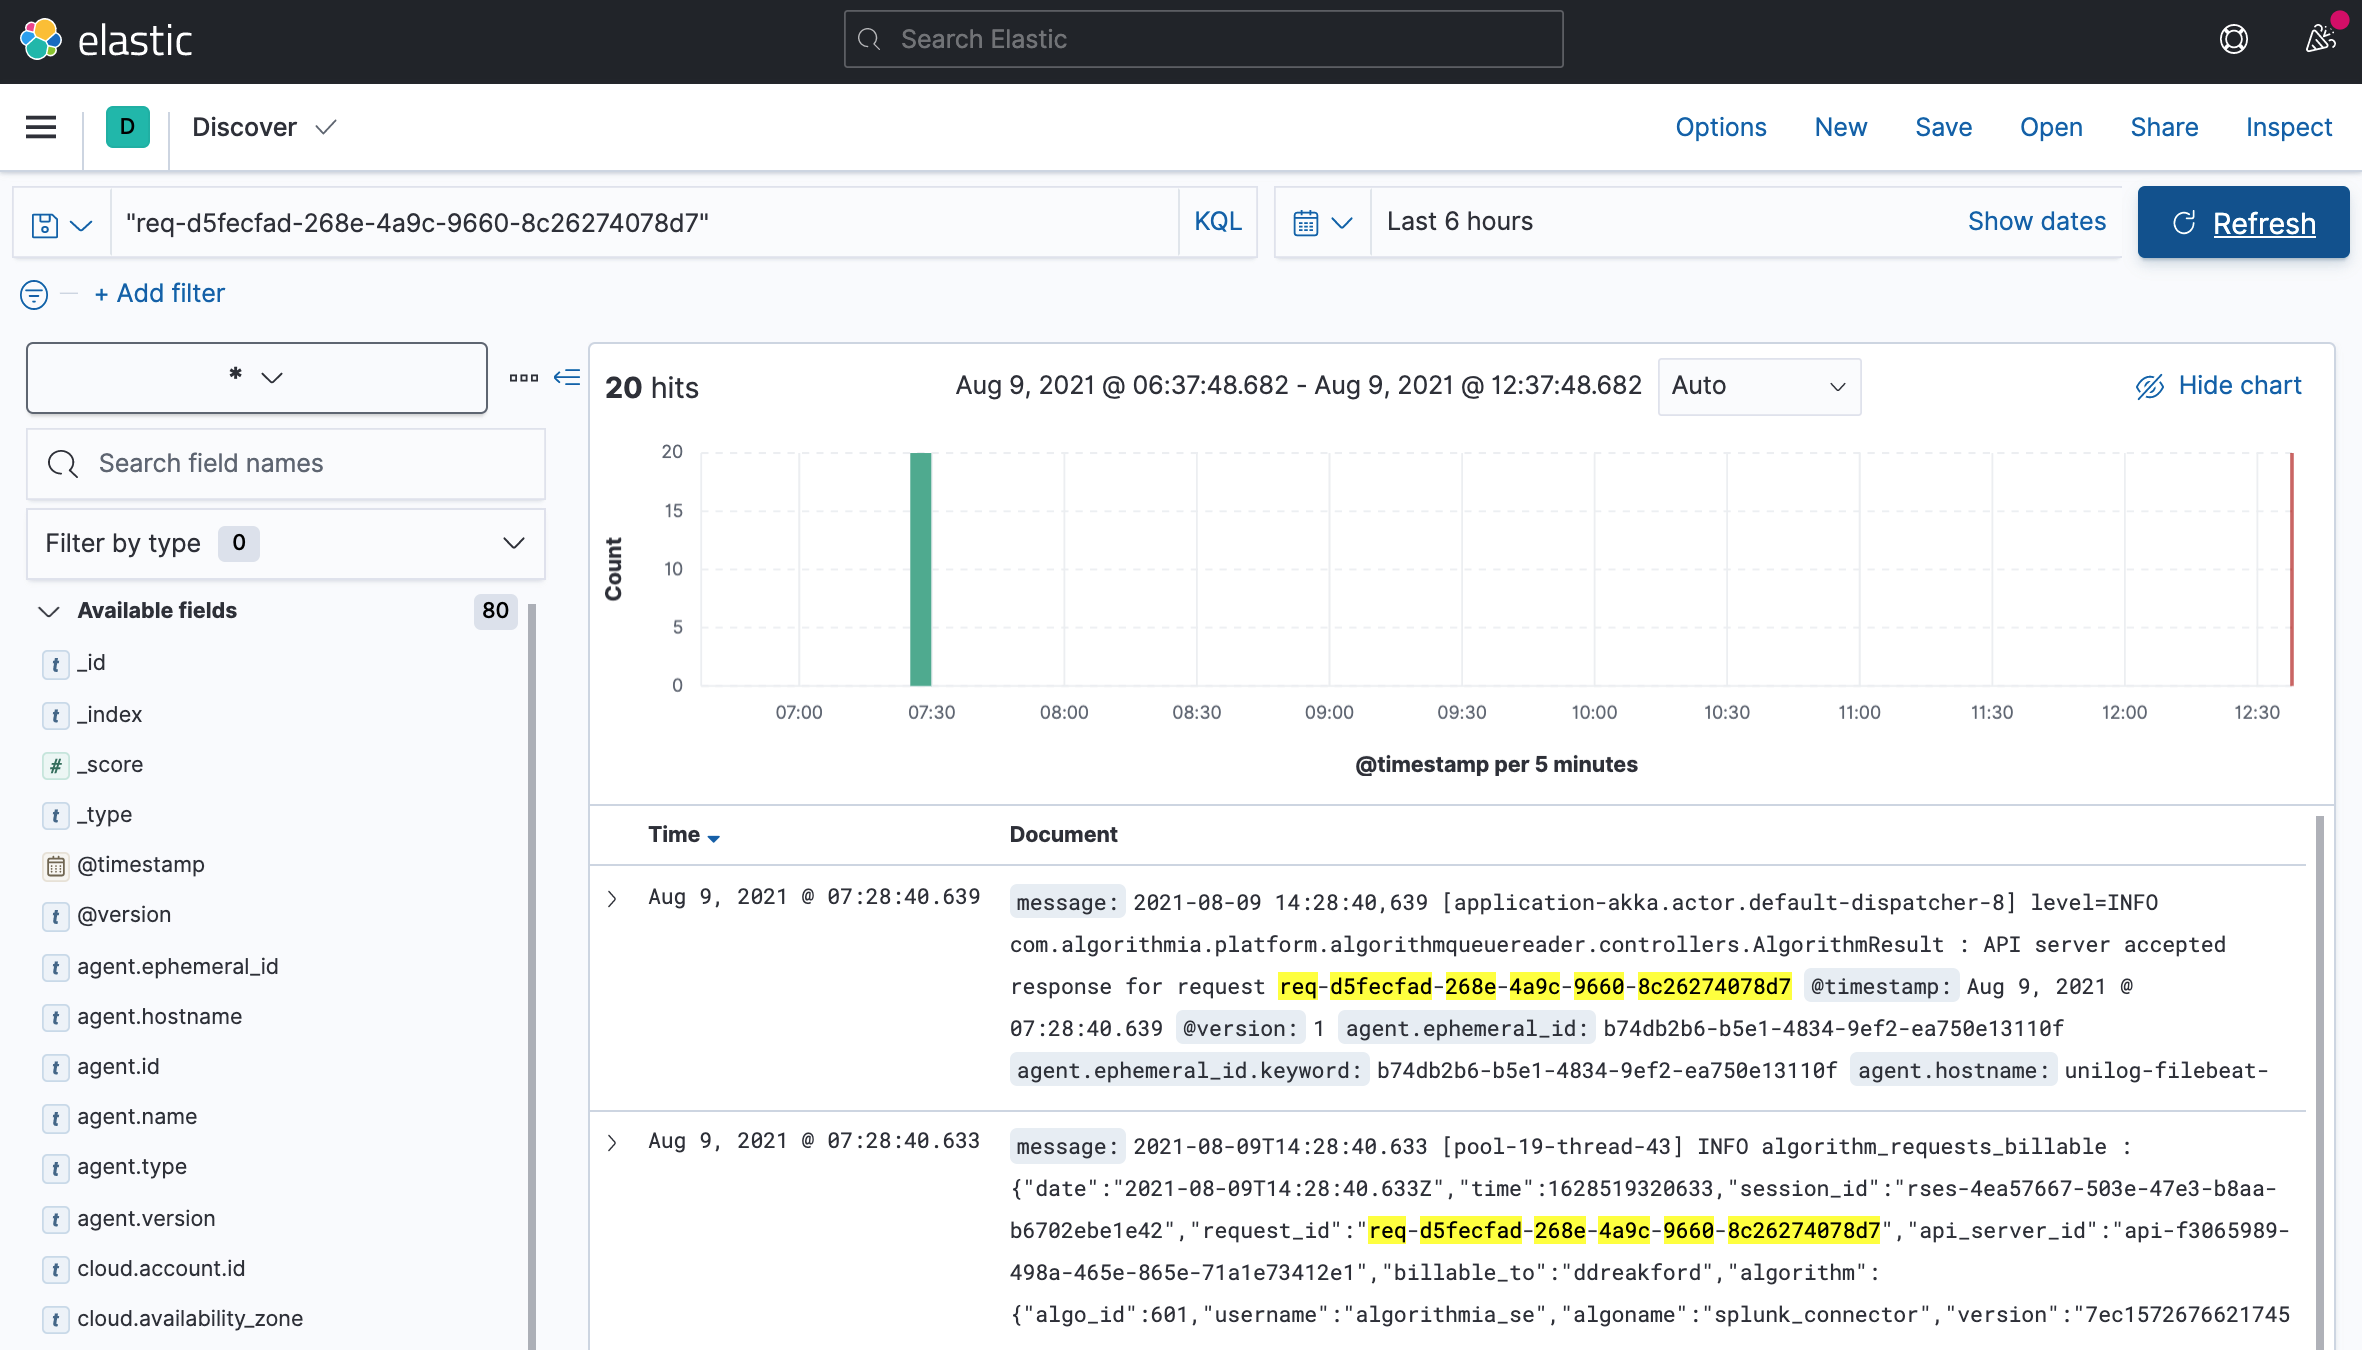 elastic
Search Elastic
D
Discover
Options
New
Save
Open
Share
Inspect
"req-d5fecfad-268e-4a9c-9660-8c26274078d7"
KQL
Last 6 hours
Show dates
Refresh
+ Add filter
*
Search field names
Filter by type 0
Available fields 80
t _id
t _index
# _score
t _type
@timestamp
t @version
t agent.ephemeral_id
t agent.hostname
t agent.id
t agent.name
t agent.type
t agent.version
t cloud.account.id
t cloud.availability_zone
20 hits
Aug 9, 2021 @ 06:37:48.682 - Aug 9, 2021 @ 12:37:48.682
Auto
Hide chart
Count
20
15
10
5
0
07:00 07:30 08:00 08:30 09:00 09:30 10:00 10:30 11:00 11:30 12:00 12:30
@timestamp per 5 minutes
Time Document
Aug 9, 2021 @ 07:28:40.639
message: 2021-08-09 14:28:40,639 [application-akka.actor.default-dispatcher-8] level=INFO
com.algorithmia.platform.algorithmqueuereader.controllers.AlgorithmResult : API server accepted
response for request req-d5fecfad-268e-4a9c-9660-8c26274078d7 @timestamp: Aug 9, 2021 @
07:28:40.639 @version: 1 agent.ephemeral_id: b74db2b6-b5e1-4834-9ef2-ea750e13110f
agent.ephemeral_id.keyword: b74db2b6-b5e1-4834-9ef2-ea750e13110f agent.hostname: unilog-filebeat-
Aug 9, 2021 @ 07:28:40.633
message: 2021-08-09T14:28:40.633 [pool-19-thread-43] INFO algorithm_requests_billable :
{"date":"2021-08-09T14:28:40.633Z","time":1628519320633,"session_id":"rses-4ea57667-503e-47e3-b8aa-
b6702ebe1e42","request_id":"req-d5fecfad-268e-4a9c-9660-8c26274078d7","api_server_id":"api-f3065989-
498a-465e-865e-71a1e73412e1","billable_to":"ddreakford","algorithm":
{"algo_id":601,"username":"algorithmia_se","algoname":"splunk_connector","version":"7ec1572676621745